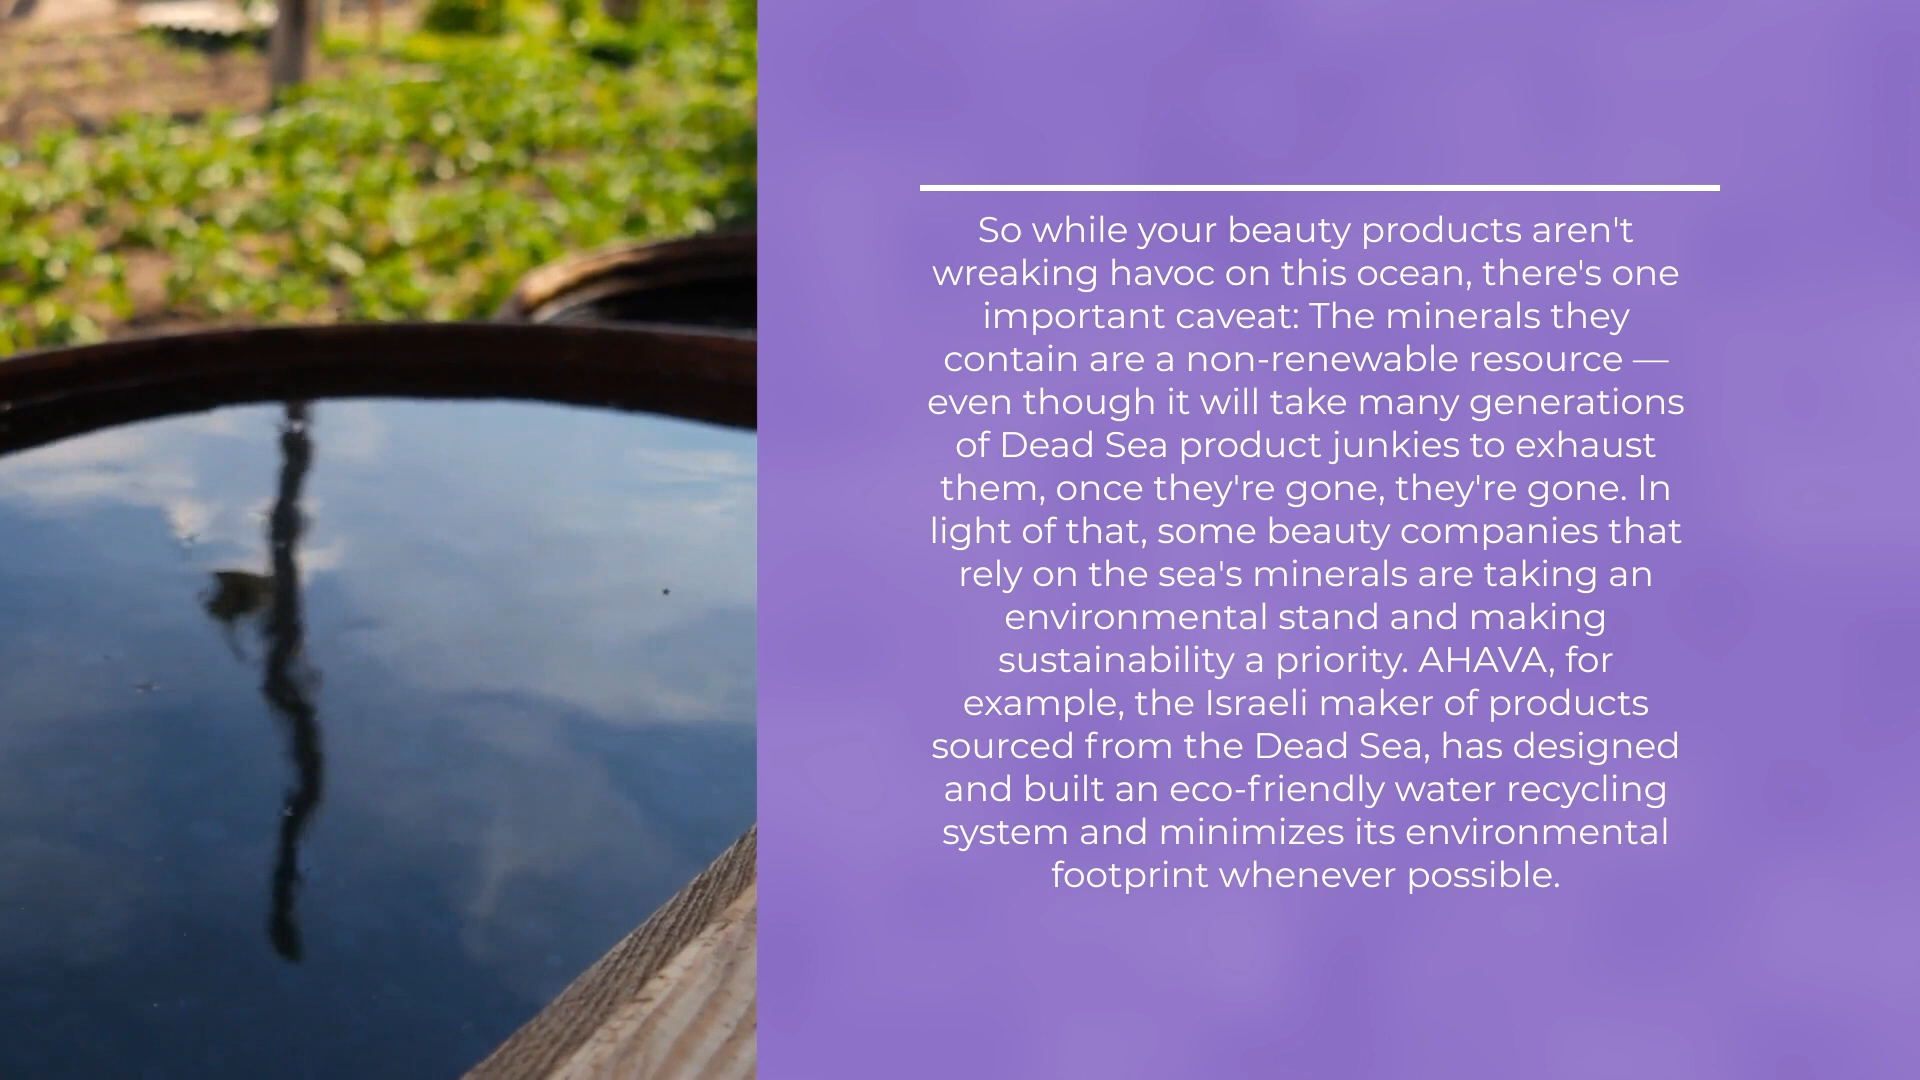 So while your beauty products aren't
wreaking havoc on this ocean, there's one
important caveat: The minerals they
contain are a non-renewable resource —
even though it will take many generations
of Dead Sea product junkies to exhaust
them, once they're gone, they're gone. In
light of that, some beauty companies that
rely on the sea's minerals are taking an
environmental stand and making
sustainability a priority. AHAVA, for
example, the Israeli maker of products
sourced from the Dead Sea, has designed
and built an eco-friendly water recycling
system and minimizes its environmental
footprint whenever possible.